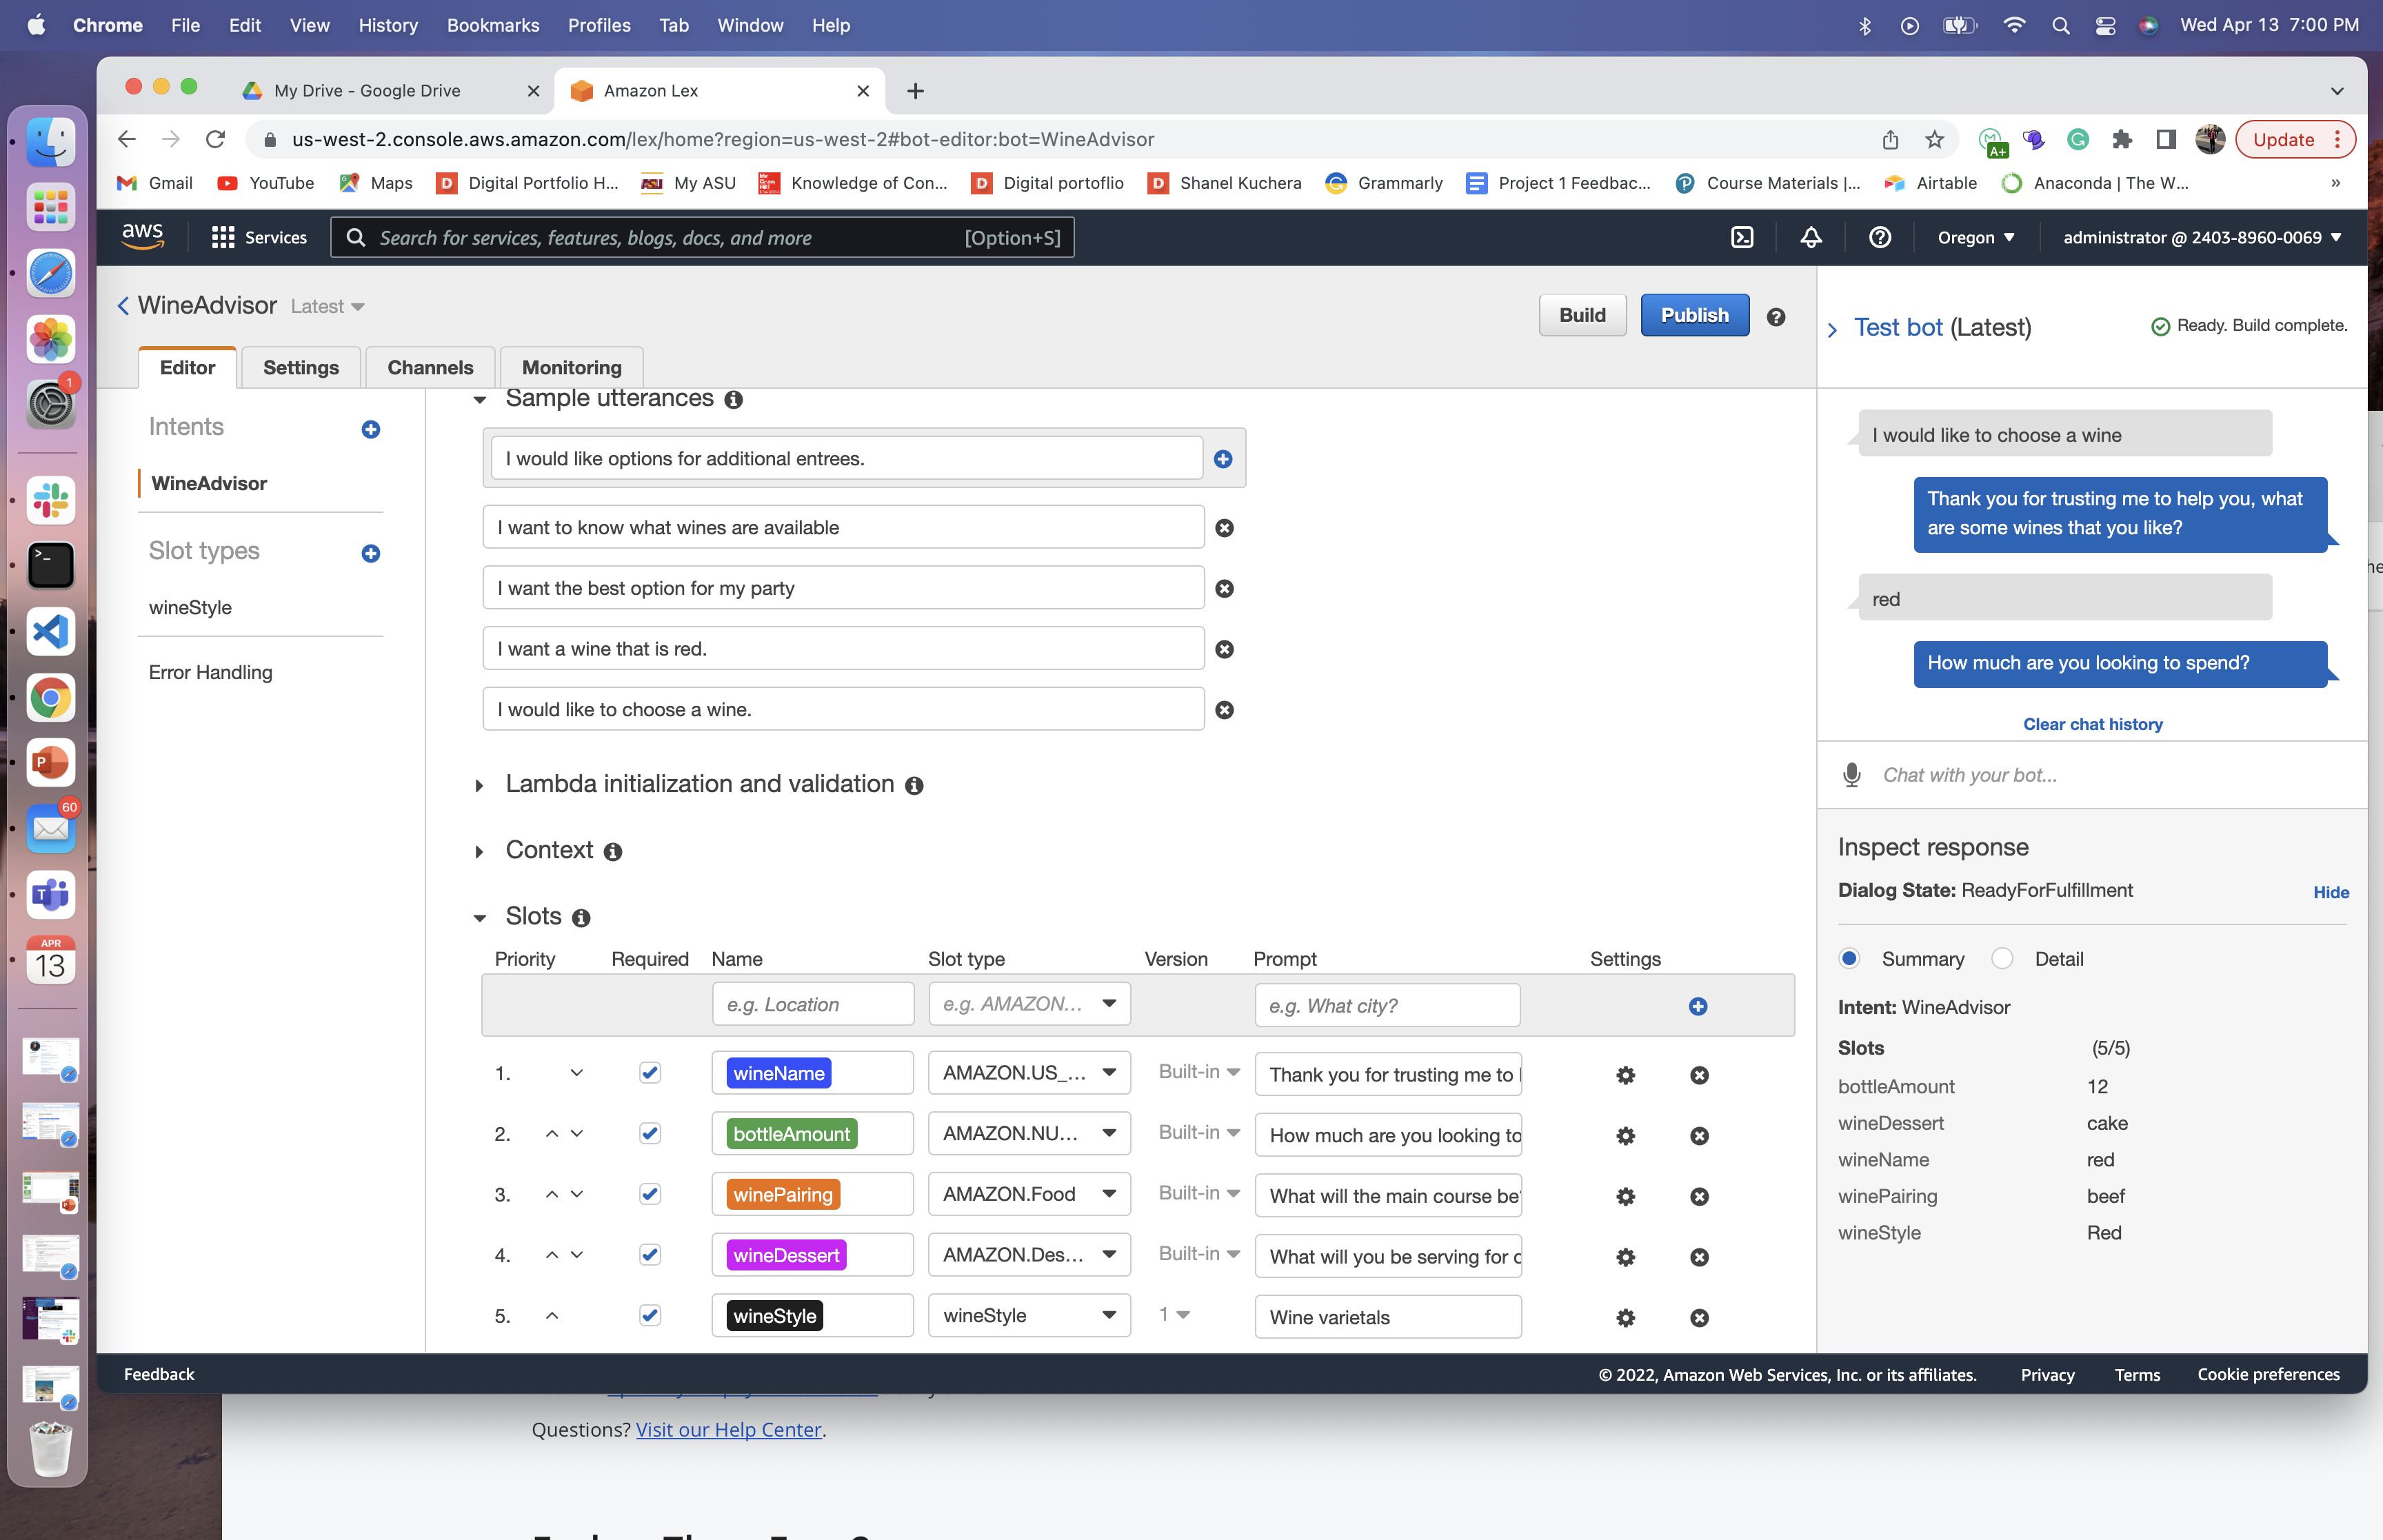 Chrome File Edit View History Bookmarks Profiles Tab Window Help Wed Apr 13 7:00 PM
My Drive - Google Drive Amazon Lex
us-west-2.console.aws.amazon.com/lex/home?region=us-west-2#bot-editor:bot=WineAdvisor A+ Update
Gmail YouTube Maps Digital Portfolio H... My ASU Knowledge of Con... Digital portoflio Shanel Kuchera Grammarly Project 1 Feedbac... Course Materials |... Airtable Anaconda | The W... »
aws Services Search for services, features, blogs, docs, and more [Option+S] Oregon administrator @ 2403-8960-0069
WineAdvisor Latest Build Publish
Editor Settings Channels Monitoring
Intents
WineAdvisor
Slot types
wineStyle
Error Handling
Sample utterances
I would like options for additional entrees.
I want to know what wines are available
I want the best option for my party
I want a wine that is red.
I would like to choose a wine.
Lambda initialization and validation
Context
Slots
Priority Required Name Slot type Version Prompt Settings
e.g. Location e.g. AMAZON... e.g. What city?
1. wineName AMAZON.US_... Built-in Thank you for trusting me to
2. bottleAmount AMAZON.NU... Built-in How much are you looking to
3. winePairing AMAZON.Food Built-in What will the main course be
4. wineDessert AMAZON.Des... Built-in What will you be serving for
5. wineStyle wineStyle 1 Wine varietals
Test bot (Latest) Ready. Build complete.
I would like to choose a wine
Thank you for trusting me to help you, what
are some wines that you like?
red
How much are you looking to spend?
Clear chat history
Chat with your bot...
Inspect response
Dialog State: ReadyForFulfillment Hide
Summary Detail
Intent: WineAdvisor
Slots (5/5)
bottleAmount 12
wineDessert cake
wineName red
winePairing beef
wineStyle Red
Feedback © 2022, Amazon Web Services, Inc. or its affiliates. Privacy Terms Cookie preferences
Questions? Visit our Help Center.
1
60
APR
13